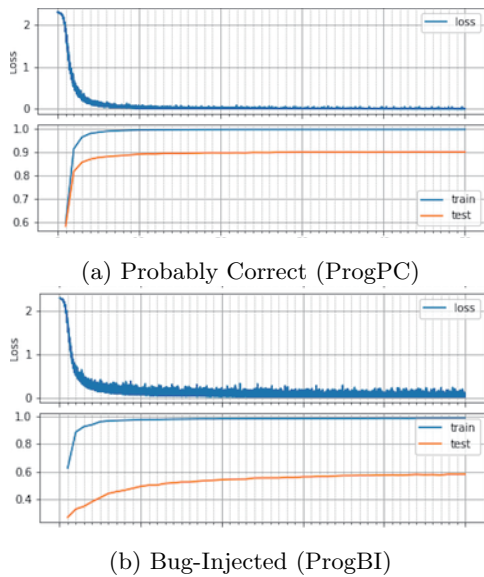 2
loss
Loss
1
0
1.0
0.9
0.8
0.7
train
test
0.6
(a) Probably Correct (ProgPC)
2
loss
Loss
1
0
1.0
0.8
train
test
0.6
0.4
(b) Bug-Injected (ProgBI)